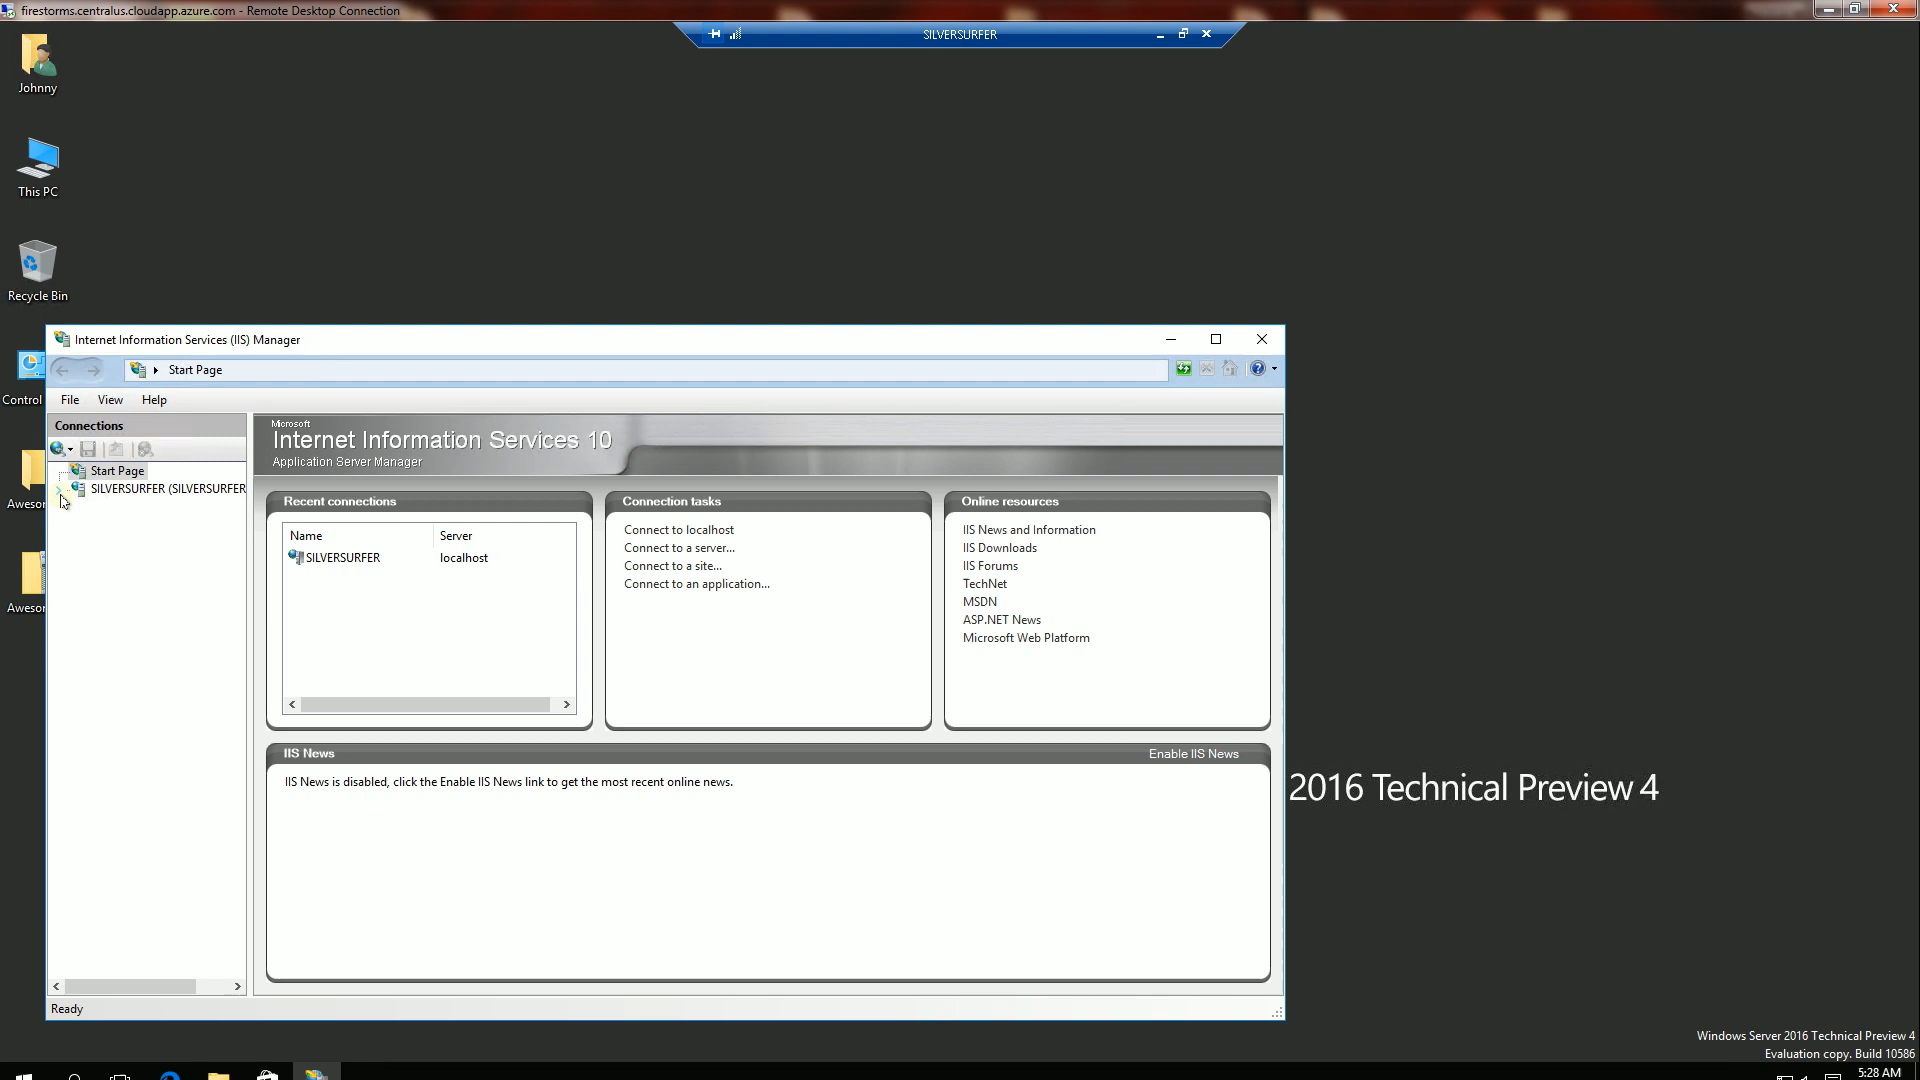 firestorms.centralus.cloudapp.azure.com - Remote Desktop Connection
SILVERSURFER
Johnny
This PC
Recycle Bin
Control
Aweso
Aweso
Internet Information Services (IIS) Manager
Start Page
File View Help
Connections
Start Page
SILVERSURFER (SILVERSURFER
Microsoft
Internet Information Services 10
Application Server Manager
Recent connections
Name Server
SILVERSURFER localhost
Connection tasks
Connect to localhost
Connect to a server...
Connect to a site...
Connect to an application...
Online resources
IIS News and Information
IIS Downloads
IIS Forums
TechNet
MSDN
ASP.NET News
Microsoft Web Platform
IIS News Enable IIS News
IIS News is disabled, click the Enable IIS News link to get the most recent online news.
Ready
2016 Technical Preview 4
Windows Server 2016 Technical Preview 4
Evaluation copy. Build 10586
5:28 AM